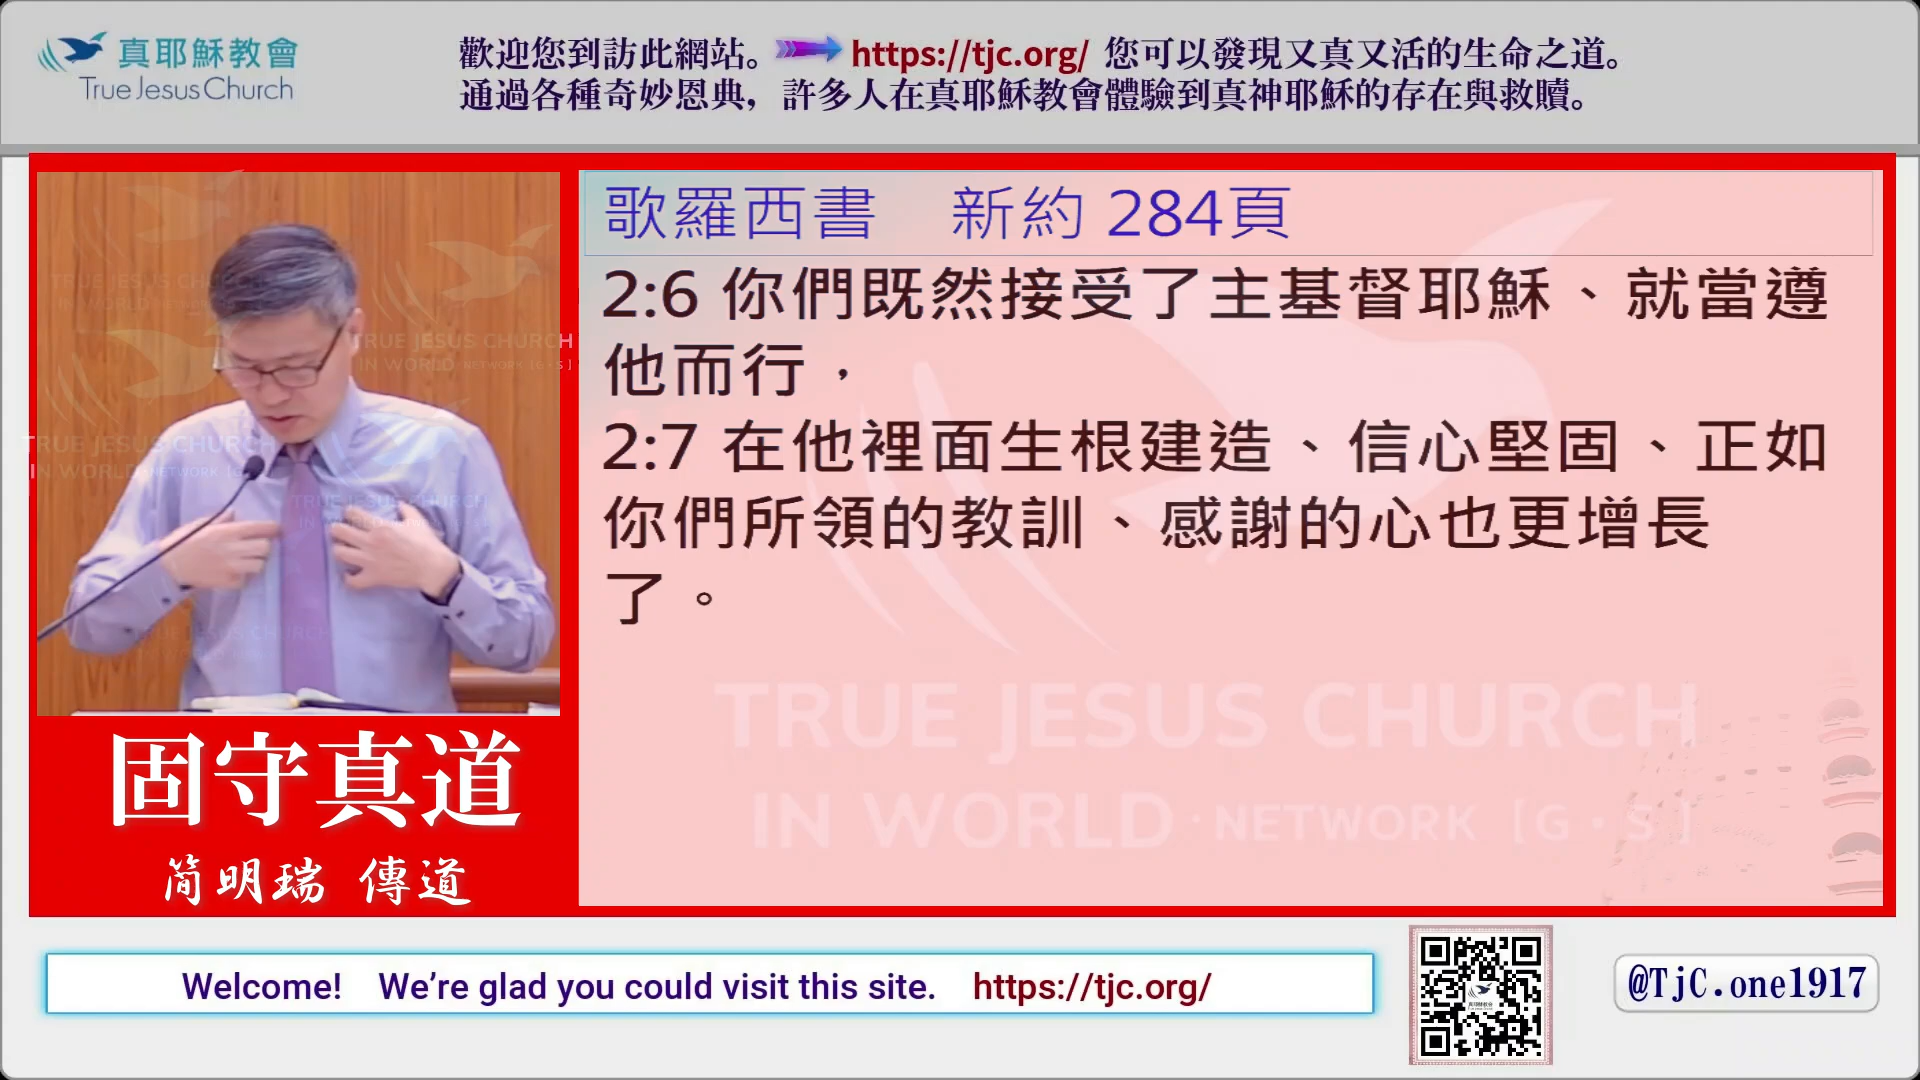 真耶穌教會
True Jesus Church
歡迎您到訪此網站。 https://tjc.org/ 您可以發現又真又活的生命之道。
通過各種奇妙恩典，許多人在真耶穌教會體驗到真神耶穌的存在與救贖。
歌羅西書 新約 284頁
2:6 你們既然接受了主基督耶穌、就當遵
他而行，
2:7 在他裡面生根建造、信心堅固、正如
你們所領的教訓、感謝的心也更增長
了。
TRUE JESUS CHURCH
IN WORLD · NETWORK [G · S]
TRUE JESUS CHURCH
IN WORLD · NETWORK [G · S]
固守真道
简明瑞 傳道
Welcome! We’re glad you could visit this site. https://tjc.org/
@TjC.one1917